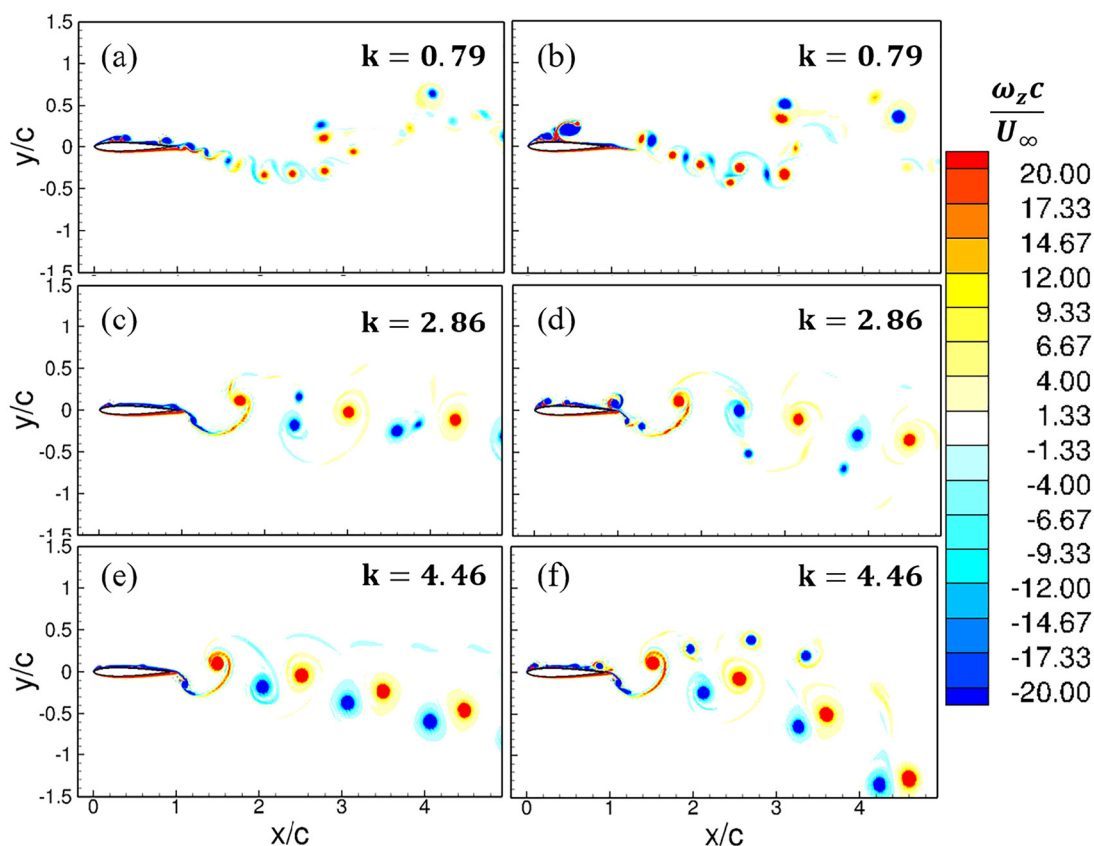 (a) k = 0.79
(b) k = 0.79
1.5
1
0.5
0
-0.5
-1
-1.5
y/c
(c) k = 2.86
(d) k = 2.86
1.5
1
0.5
0
-0.5
-1
-1.5
y/c
(e) k = 4.46
(f) k = 4.46
1.5
1
0.5
0
-0.5
-1
-1.5
y/c
0 1 2 3 4
x/c
0 1 2 3 4
x/c
ω_z c
U_∞
20.00
17.33
14.67
12.00
9.33
6.67
4.00
1.33
-1.33
-4.00
-6.67
-9.33
-12.00
-14.67
-17.33
-20.00